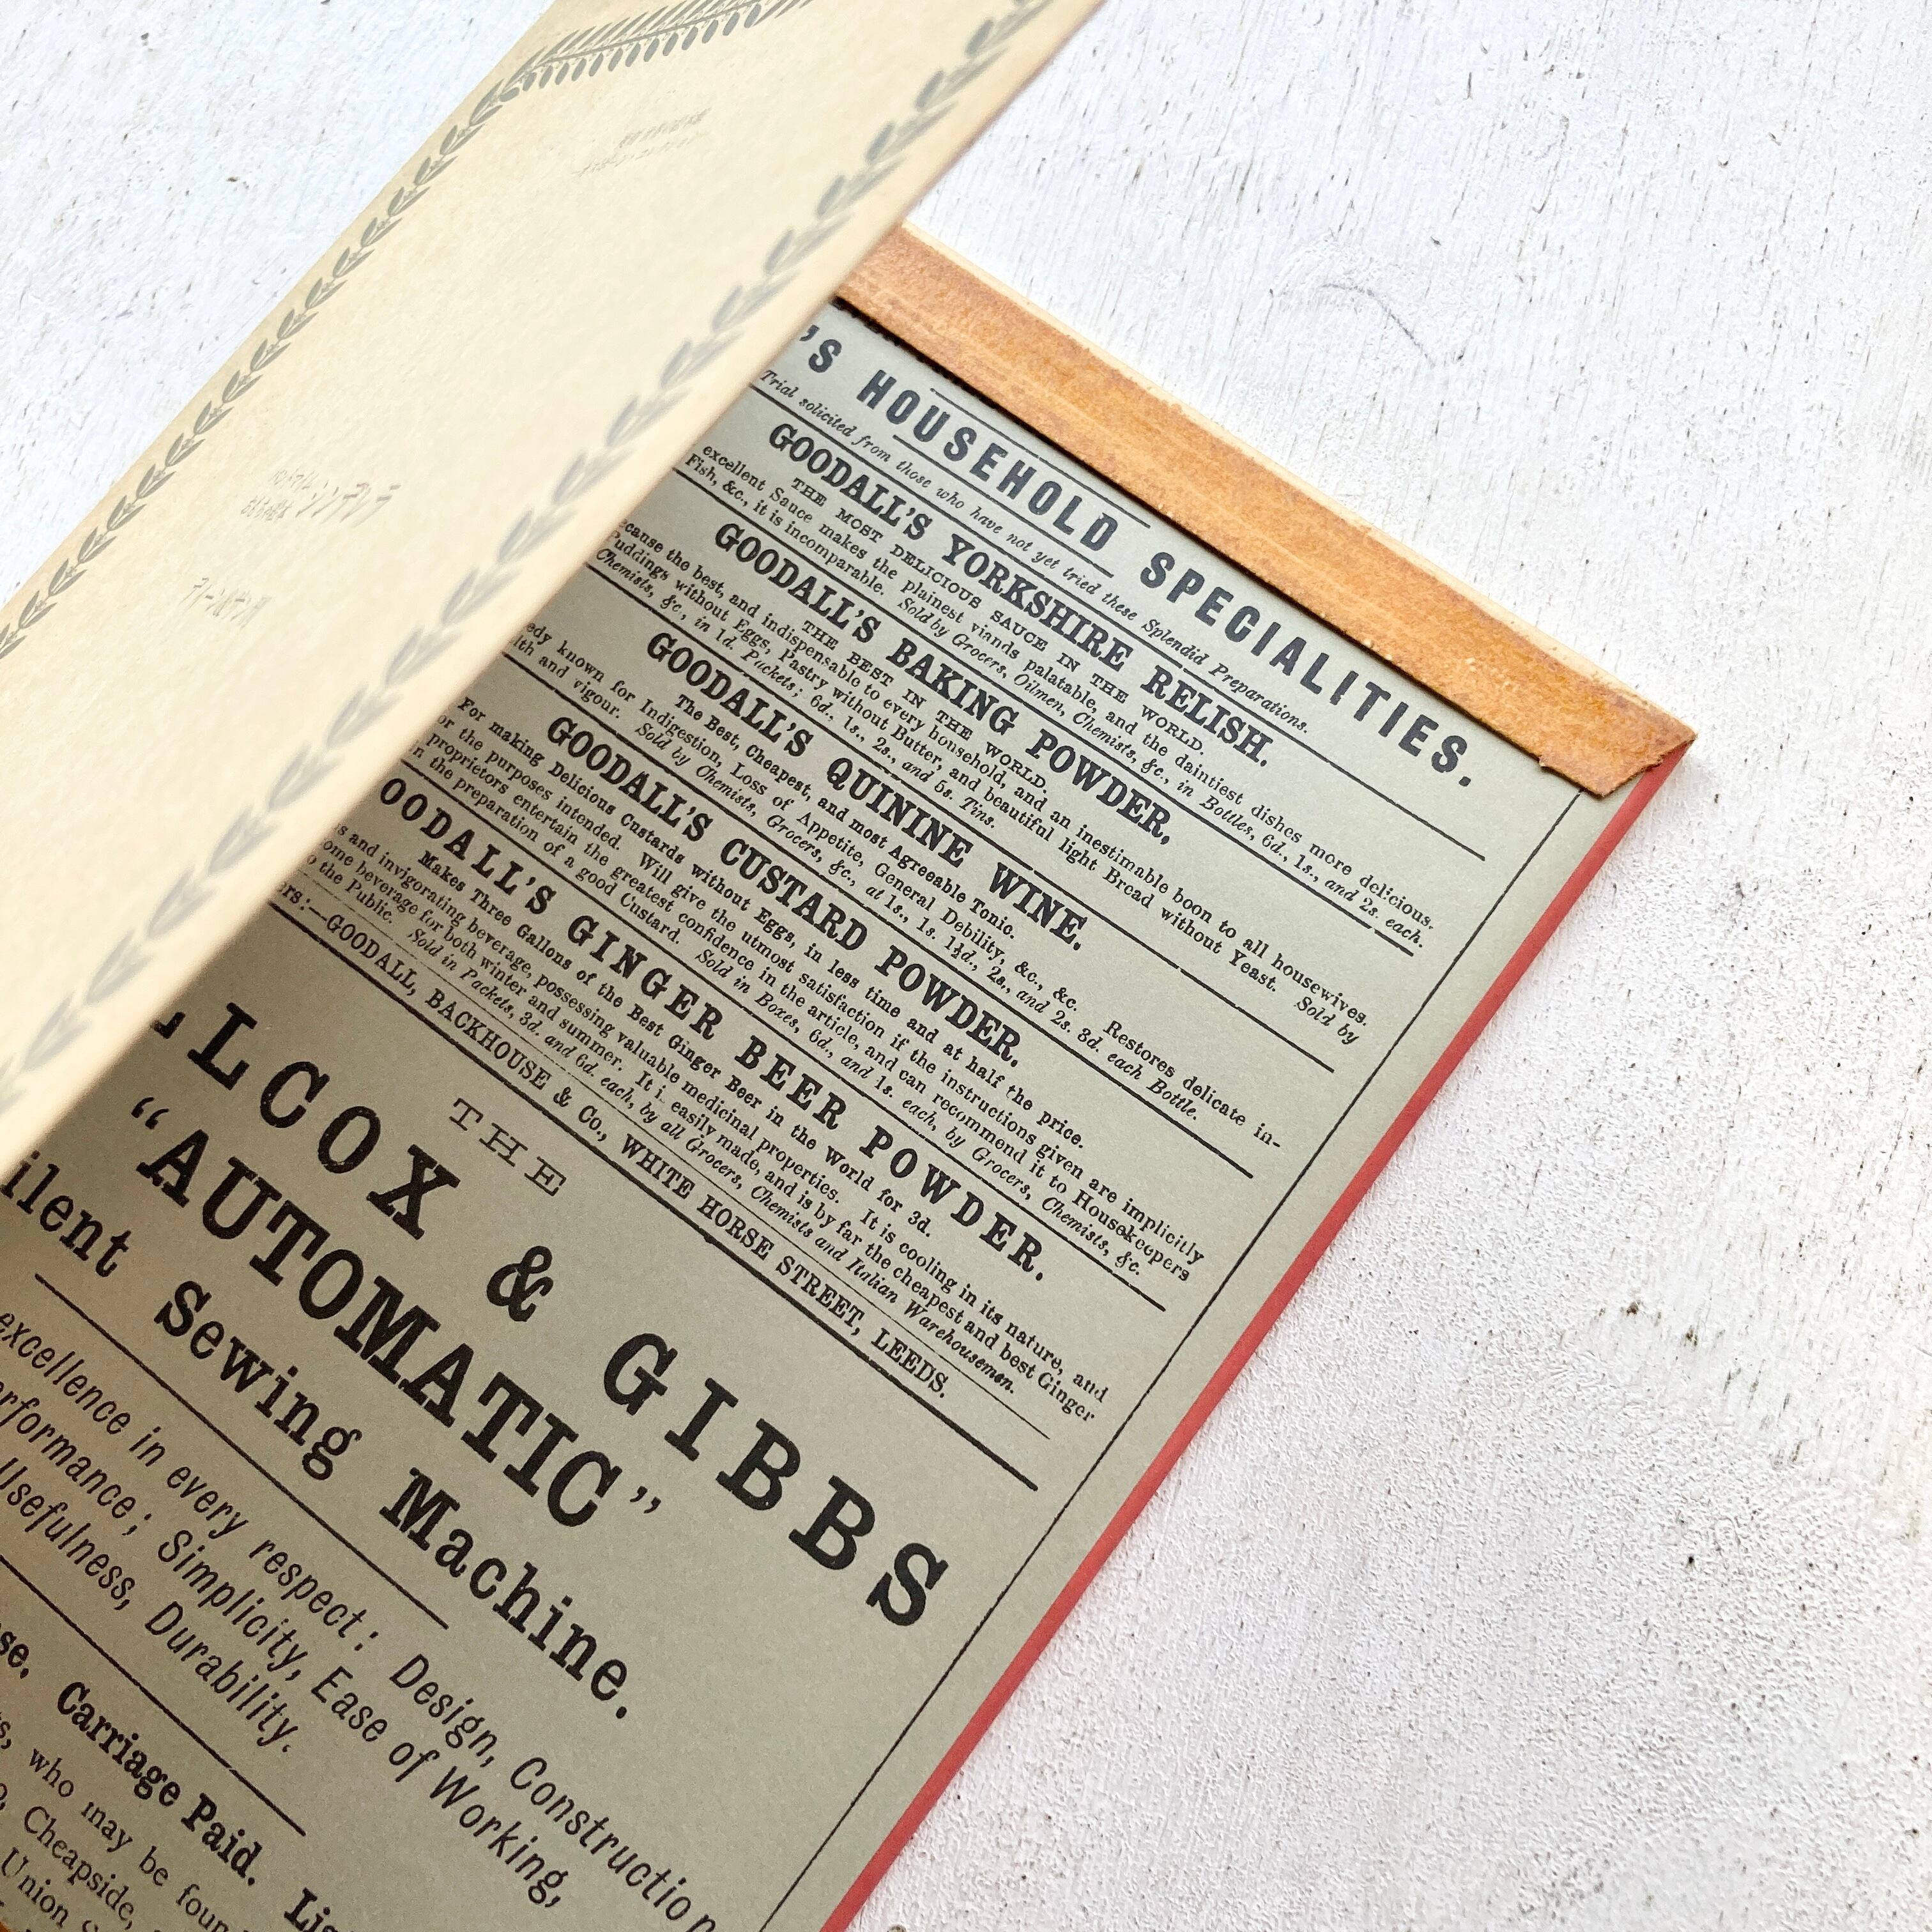 'S HOUSEHOLD SPECIALITIES.
Trial solicited from those who have not yet tried these Splendid Preparations.
GOODALL'S YORKSHIRE RELISH.
THE MOST DELICIOUS SAUCE IN THE WORLD.
excellent Sauce makes the plainest viands palatable, and the daintiest dishes more delicious.
Fish, &c., it is incomparable. Sold by Grocers, Oilmen, Chemists, &c., in Bottles, 6d., 1s., and 2s. each.
GOODALL'S BAKING POWDER,
THE BEST IN THE WORLD.
ecause the best, and indispensable to every household, and an inestimable boon to all housewives.
Puddings without Eggs, Pastry without Butter, and beautiful light Bread without Yeast. Sold by
Chemists, &c., in 1d. Packets; 6d., 1s., 2s., and 5s. Tins.
GOODALL'S QUININE WINE.
The Best, Cheapest, and most Agreeable Tonic.
edy known for Indigestion, Loss of Appetite, General Debility, &c., &c. Restores delicate in-
lth and vigour. Sold by Chemists, Grocers, &c., at 1s., 1s. 1½d., 2s., and 2s. 3d. each Bottle.
GOODALL'S CUSTARD POWDER,
For making Delicious Custards without Eggs, in less time and at half the price.
or the purposes intended. Will give the utmost satisfaction if the instructions given are implicitly
proprietors entertain the greatest confidence in the article, and can recommend it to Housekeepers
n the preparation of a good Custard. Sold in Boxes, 6d., and 1s. each, by Grocers, Chemists, &c.
OODALL'S GINGER BEER POWDER.
Makes Three Gallons of the Best Ginger Beer in the World for 3d.
s and invigorating beverage, possessing valuable medicinal properties. It is cooling in its nature, and
ome beverage for both winter and summer. It i easily made, and is by far the cheapest and best Ginger
o the Public. Sold in Packets, 3d. and 6d. each, by all Grocers, Chemists and Italian Warehousemen.
ers:—GOODALL, BACKHOUSE & Co., WHITE HORSE STREET, LEEDS.
THE
LCOX & GIBBS
"AUTOMATIC"
ilent Sewing Machine.
excellence in every respect: Design, Construction
erformance; Simplicity, Ease of Working,
Usefulness, Durability.
se. Carriage Paid. Lis
rs, who may be foun
Cheapside,
Union